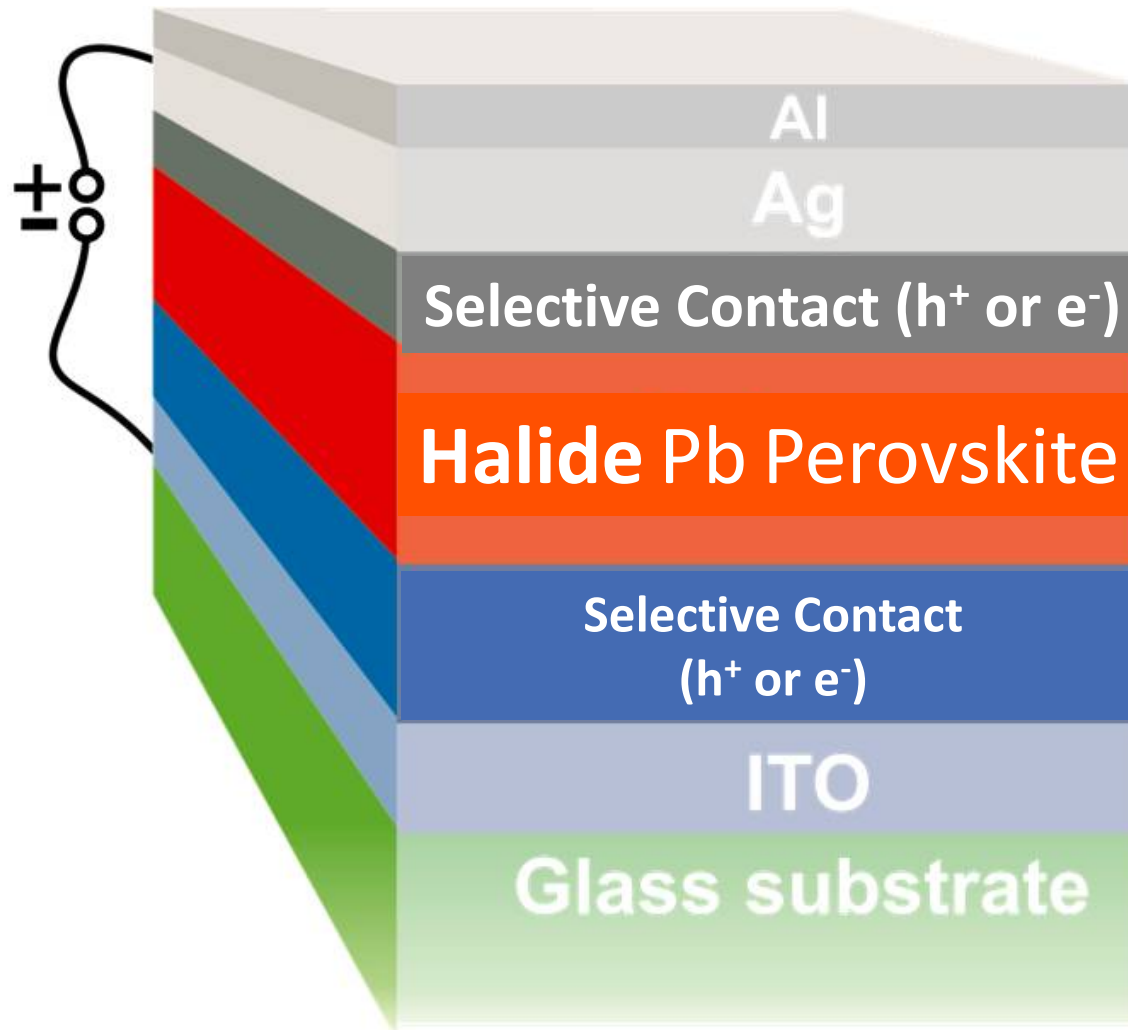 Al
Ag
+
-
Selective Contact (h⁺ or e⁻)
Halide Pb Perovskite
Selective Contact
(h⁺ or e⁻)
ITO
Glass substrate